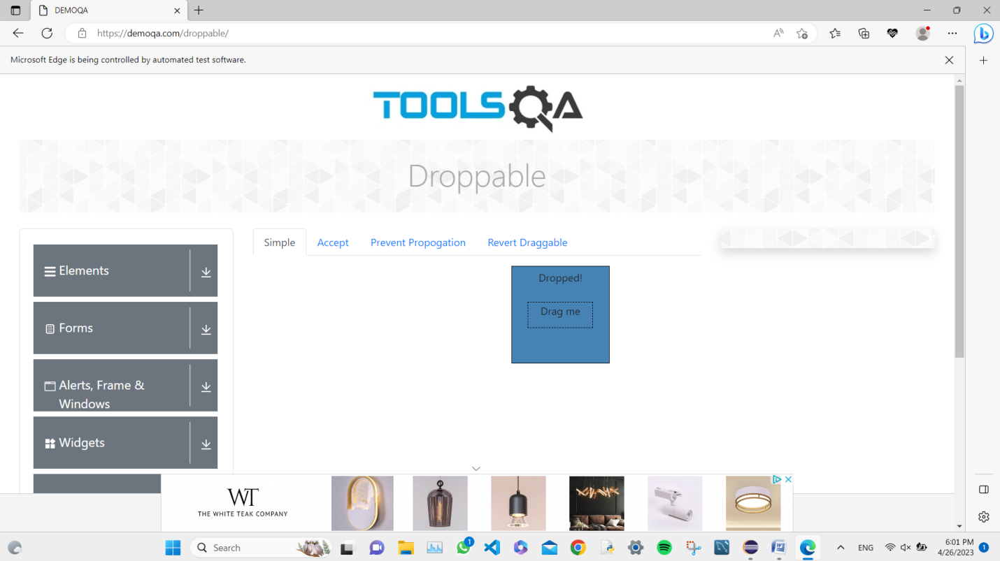 DEMOQA
https://demoqa.com/droppable/
Microsoft Edge is being controlled by automated test software.
TOOLSQA
Droppable
Elements
Forms
Alerts, Frame &
Windows
Widgets
Simple Accept Prevent Propogation Revert Draggable
Dropped!
Drag me
WT
THE WHITE TEAK COMPANY
Search
1
ENG
6:01 PM
4/26/2023
1